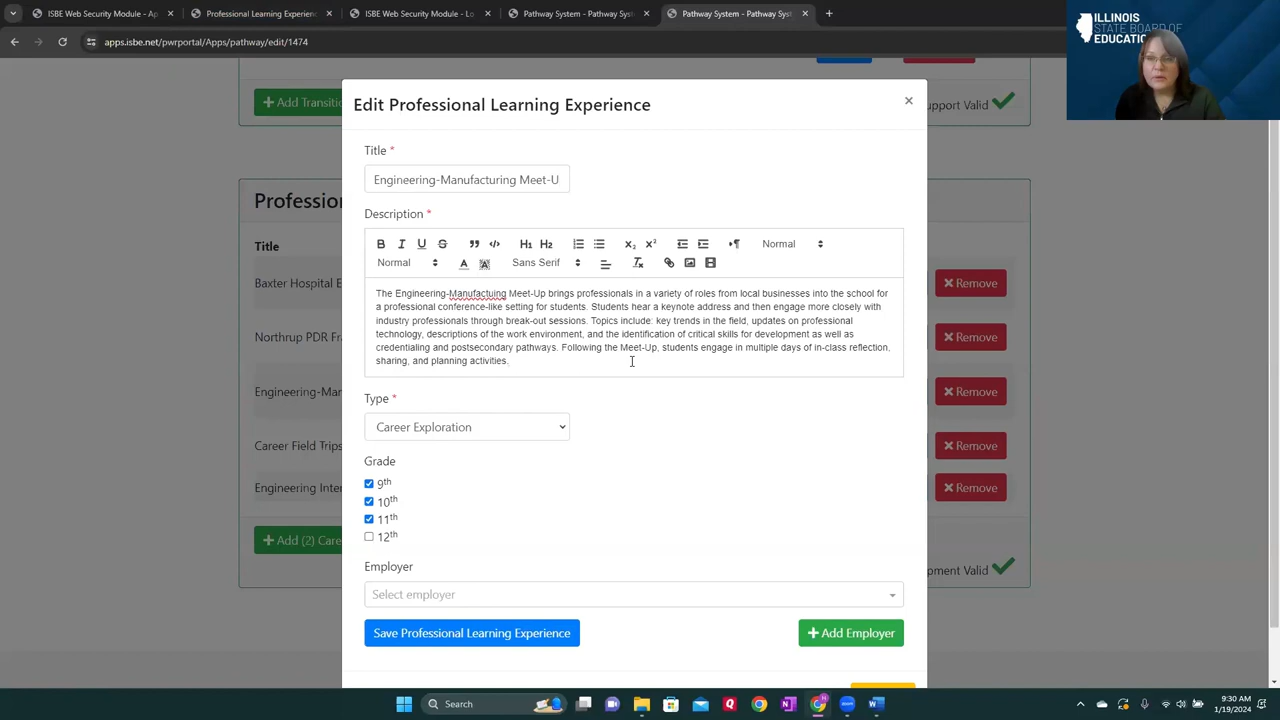 ISBE Web Security Module - Ap
Professional Learning Experience
ISBE Web Security Module - Lo
Pathway System - Pathways
Pathway System - Pathways
apps.isbe.net/pwrportal/Apps/pathway/edit/1474
ILLINOIS
STATE BOARD OF
EDUCATIO
Edit Professional Learning Experience
×
Add Transiti
upport Valid
Title *
Engineering-Manufacturing Meet-U
Description *
Normal
Normal
Sans Serif
The Engineering-Manufactuing Meet-Up brings professionals in a variety of roles from local businesses into the school for
a professional conference-like setting for students. Students hear a keynote address and then engage more closely with
industry professionals through break-out sessions. Topics include: key trends in the field, updates on professional
technology, descriptions of the work environment, and the identification of critical skills for development as well as
credentialing and postsecondary pathways. Following the Meet-Up, students engage in multiple days of in-class reflection,
sharing, and planning activities.
Professio
Title
Baxter Hospital E
Remove
Northrup PDR Fra
Remove
Engineering-Man
Remove
Career Field Trips
Remove
Engineering Inter
Remove
Add (2) Care
pment Valid
Type *
Career Exploration
Grade
9th
10th
11th
12th
Employer
Select employer
Save Professional Learning Experience
Add Employer
Search
9:30 AM
1/19/2024